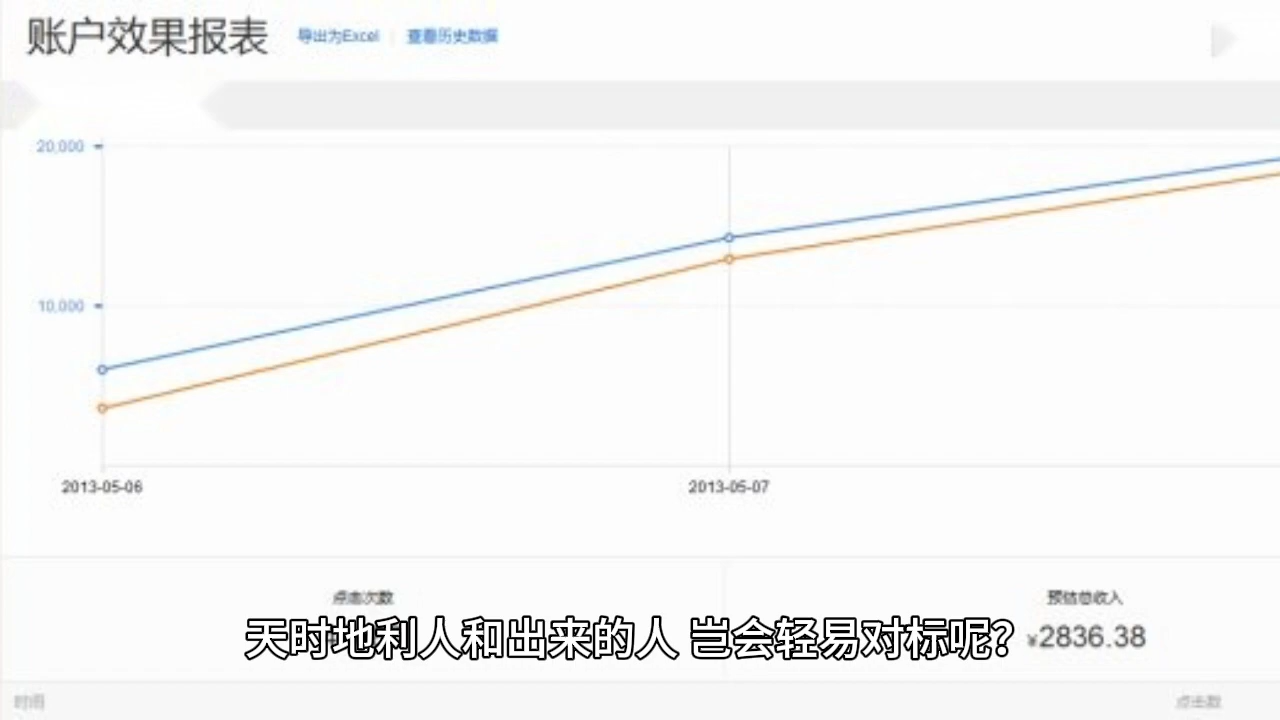 账户效果报表 导出为Excel | 查看历史数据
20,000
10,000
2013-05-06 2013-05-07
点击次数 预估总收入
天时地利人和出来的人 岂会轻易对标呢？
¥2836.38
时间 点击数